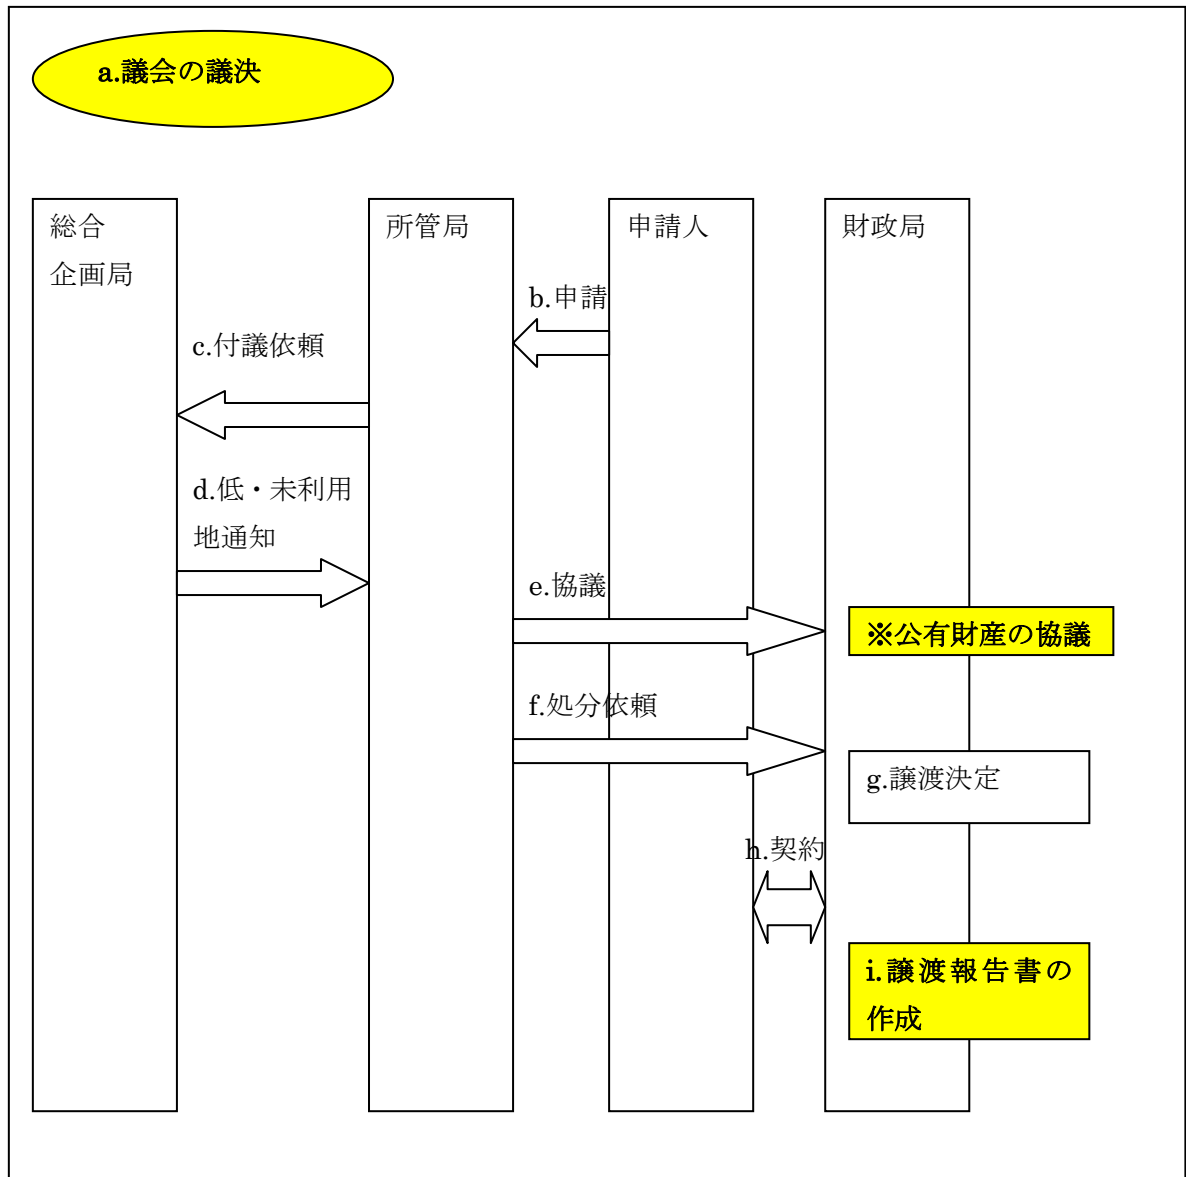 a.議会の議決
総合
企画局
所管局
申請人
財政局
b.申請
c.付議依頼
d.低・未利用
地通知
e.協議
※公有財産の協議
f.処分依頼
g.譲渡決定
h.契約
i.譲渡報告書の
作成